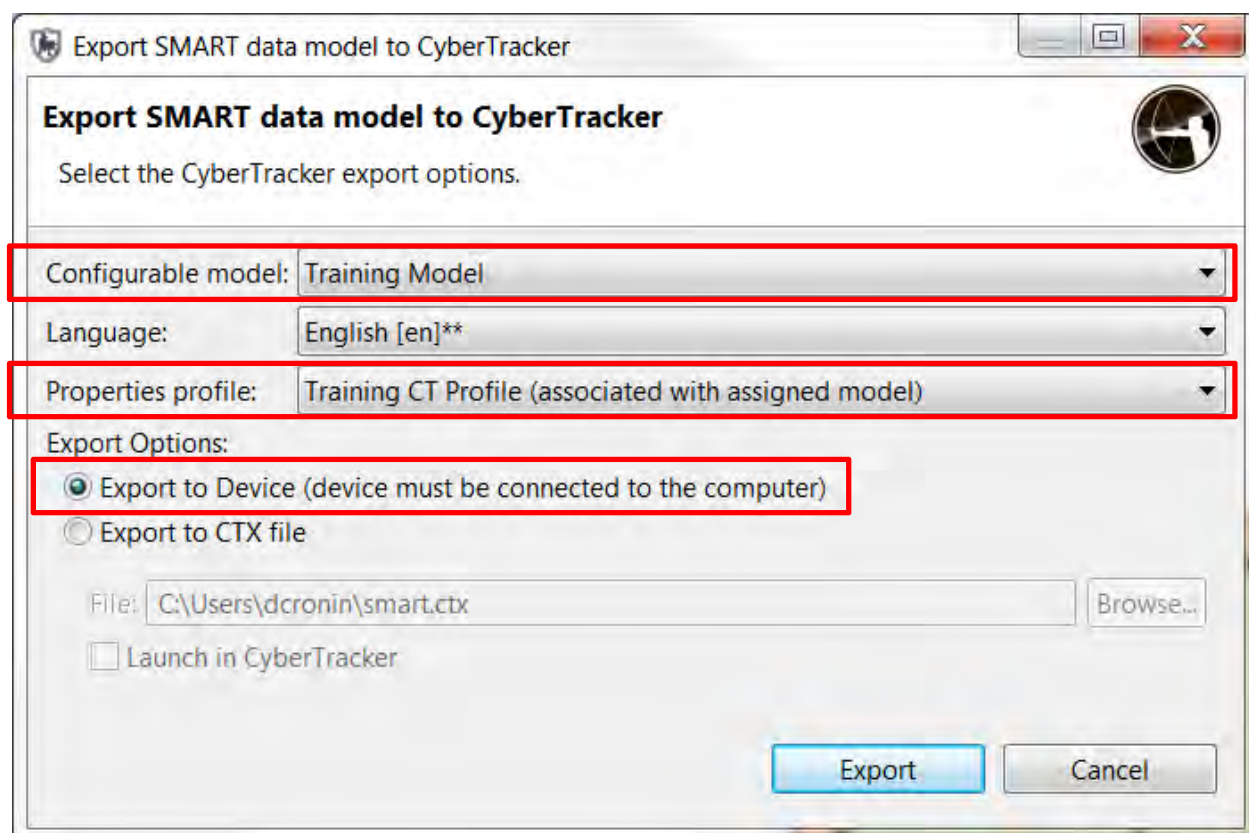 Export SMART data model to CyberTracker
Export SMART data model to CyberTracker
Select the CyberTracker export options.
Configurable model: Training Model
Language: English [en]**
Properties profile: Training CT Profile (associated with assigned model)
Export Options:
Export to Device (device must be connected to the computer)
Export to CTX file
File: C:\Users\dcronin\smart.ctx Browse...
Launch in CyberTracker
Export Cancel